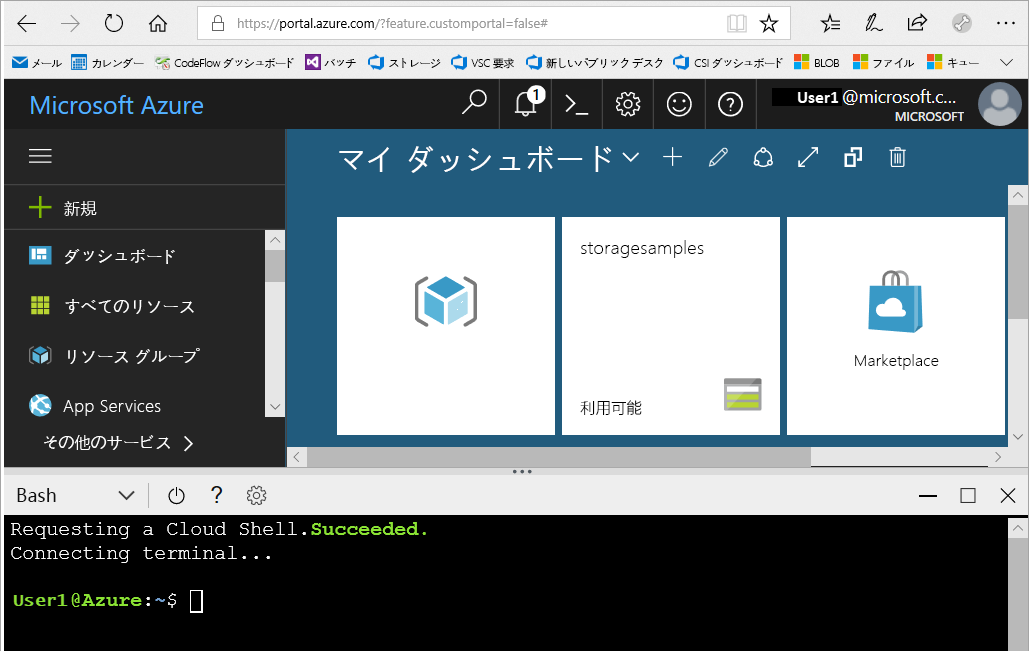 https://portal.azure.com/?feature.customportal=false#
メール カレンダー CodeFlow ダッシュボード バッチ ストレージ VSC 要求 新しいパブリック デスク CSI ダッシュボード BLOB ファイル キュー
Microsoft Azure 1 User1 @microsoft.c...
MICROSOFT
マイ ダッシュボード
新規
ダッシュボード
すべてのリソース
リソース グループ
App Services
その他のサービス
storagesamples
利用可能
Marketplace
Bash ?
Requesting a Cloud Shell.Succeeded.
Connecting terminal...
User1@Azure:~$